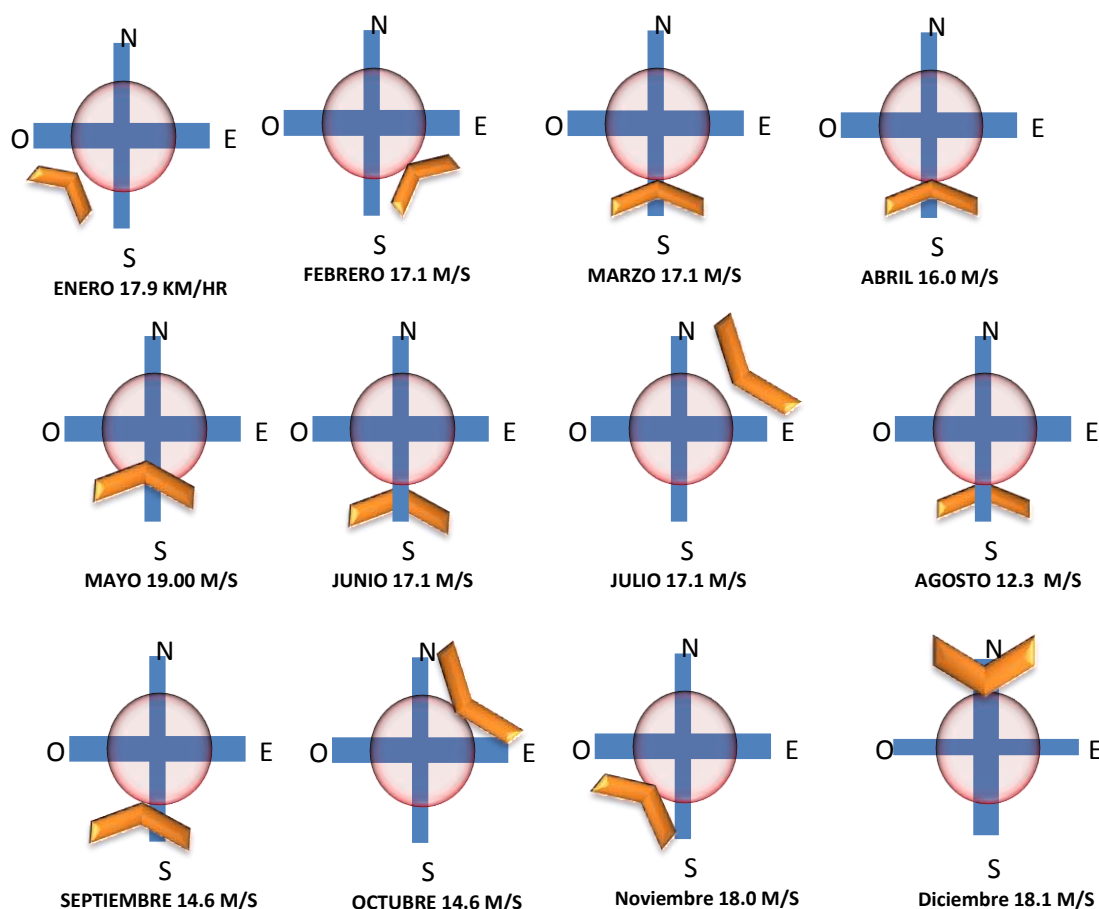 N
N
N
N
O
E
O
E
O
E
O
E
S
S
S
S
ENERO 17.9 KM/HR
FEBRERO 17.1 M/S
MARZO 17.1 M/S
ABRIL 16.0 M/S
N
N
N
N
O
E
O
E
O
E
O
E
S
S
S
S
MAYO 19.00 M/S
JUNIO 17.1 M/S
JULIO 17.1 M/S
AGOSTO 12.3 M/S
N
N
N
N
O
E
O
E
O
E
O
E
S
S
S
S
SEPTIEMBRE 14.6 M/S
OCTUBRE 14.6 M/S
Noviembre 18.0 M/S
Diciembre 18.1 M/S